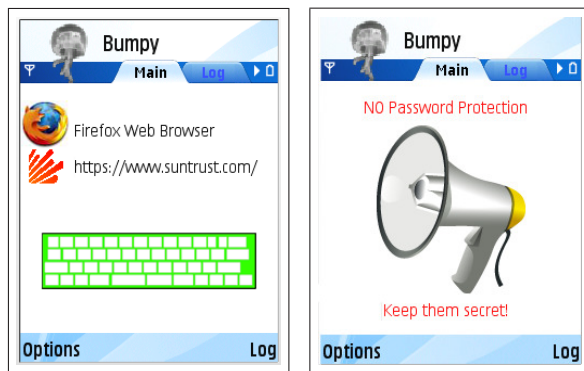 Bumpy
Main Log
Firefox Web Browser
https://www.suntrust.com/
Options Log
Bumpy
Main Log
NO Password Protection
Keep them secret!
Options Log